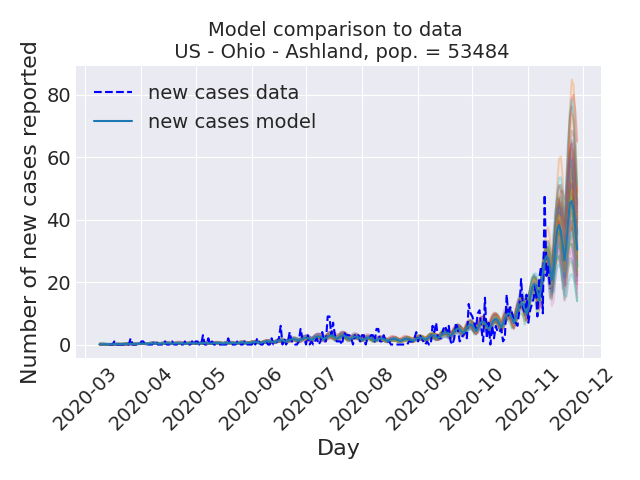 Model comparison to data
US - Ohio - Ashland, pop. = 53484
Number of new cases reported
80
60
40
20
0
new cases data
new cases model
2020-03
2020-04
2020-05
2020-06
2020-07
2020-08
2020-09
2020-10
2020-11
2020-12
Day